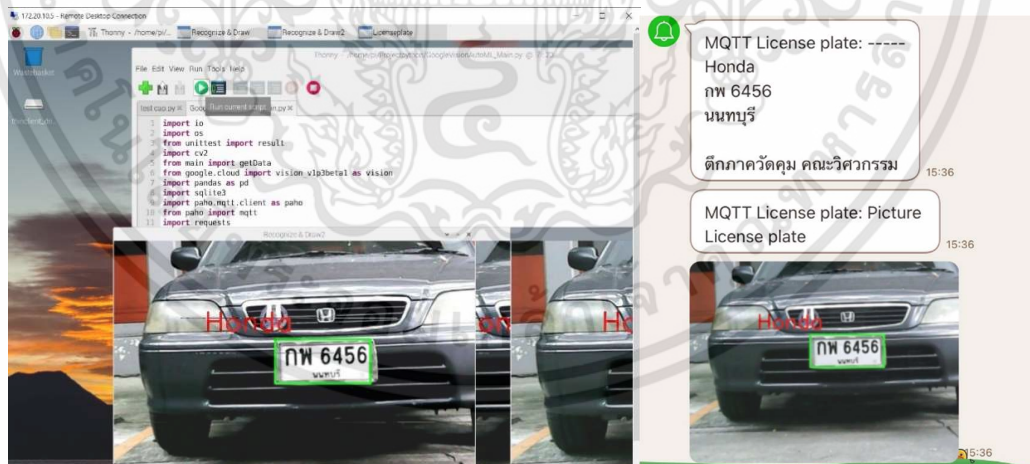 172.20.10.5 - Remote Desktop Connection
Thonny - /home/pi/...
Recognize & Draw
Recognize & Draw2
Licenseplate
Wastebasket
File Edit View Run Tools Help
Run current script
import io
import os
from unittest import result
import cv2
from main import getData
from google.cloud import vision_v1p3beta1 as vision
import pandas as pd
import sqlite3
import paho.mqtt.client as paho
from paho import mqtt
import requests
Recognize & Draw2
Honda
กพ 6456
นนทบุรี
MQTT License plate: -----
Honda
กพ 6456
นนทบุรี
ตึกภาควัดคุม คณะวิศวกรรม
15:36
MQTT License plate: Picture
License plate
15:36
Honda
กพ 6456
นนทบุรี
15:36